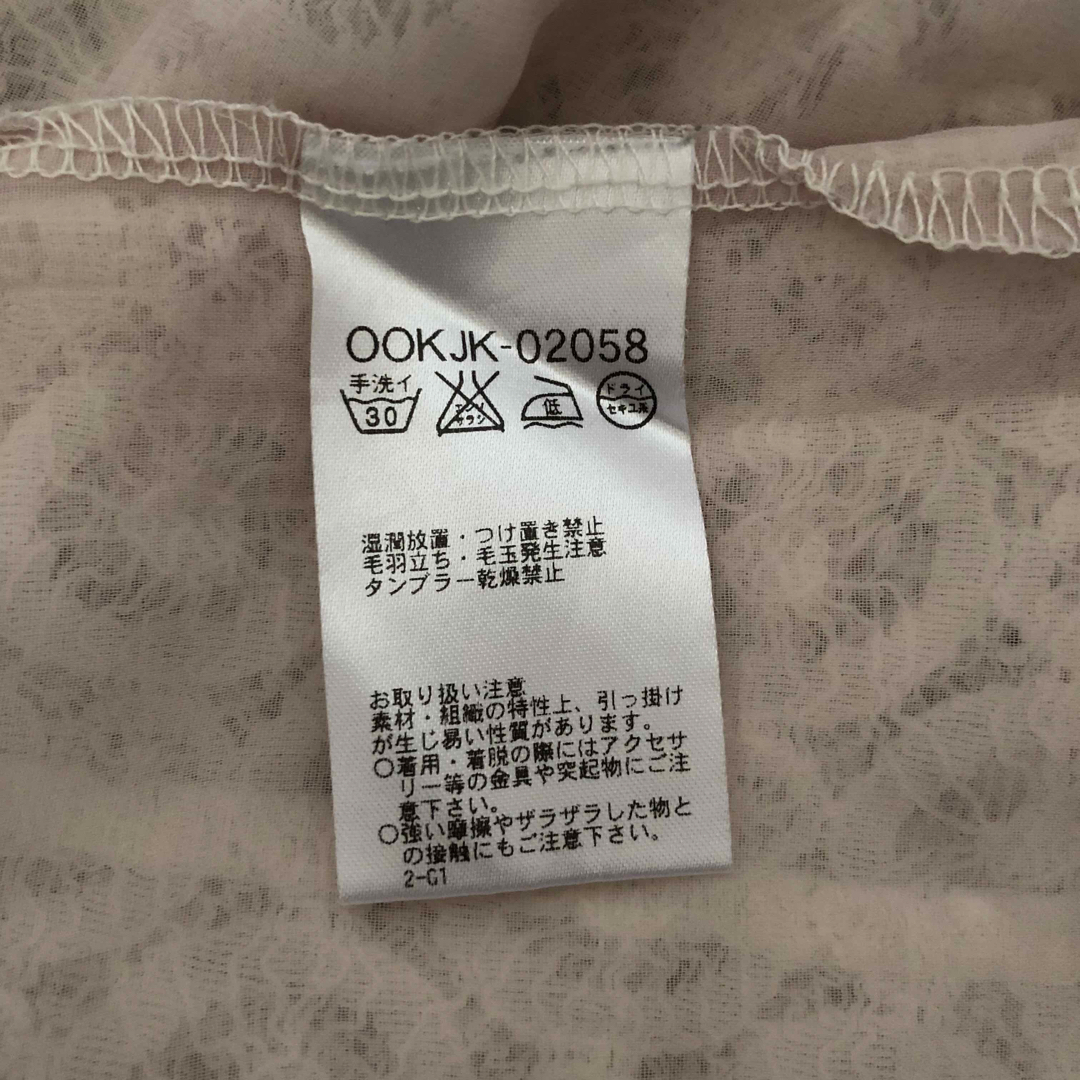 OOKJK-02058
手洗イ
30
エンソ
サラシ
低
ドライ
セキユ系
湿潤放置・つけ置き禁止
毛羽立ち・毛玉発生注意
タンブラー乾燥禁止
お取り扱い注意
素材・組織の特性上、引っ掛け
が生じ易い性質があります。
○着用・着脱の際にはアクセサ
リー等の金具や突起物にご注
意下さい。
○強い摩擦やザラザラした物と
の接触にもご注意下さい。
2-G1